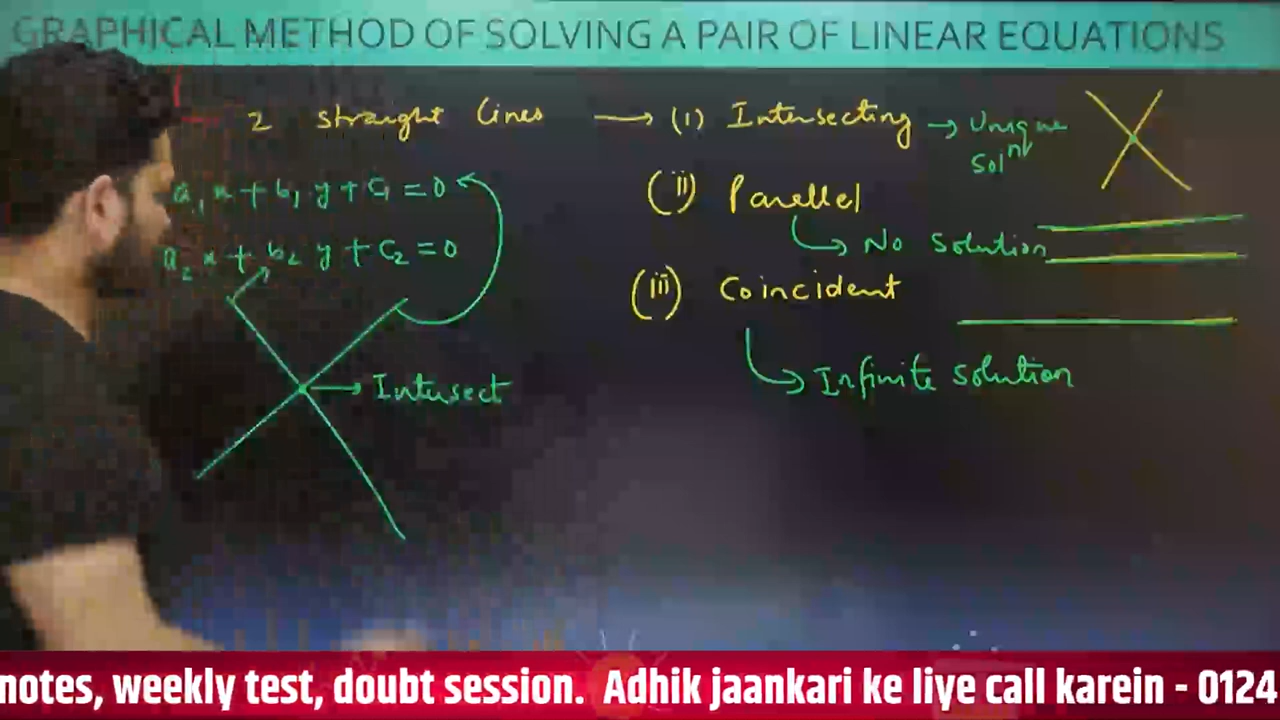 GRAPHICAL METHOD OF SOLVING A PAIR OF LINEAR EQUATIONS
2 straight lines → (i) Intersecting → Unique Solⁿ
a₁x + b₁y + c₁ = 0
(ii) Parellel
↳ No solution
a₂x + b₂y + c₂ = 0
(iii) Coincident
↳ Infinite solution
→ Intersect
notes, weekly test, doubt session. Adhik jaankari ke liye call karein - 0124